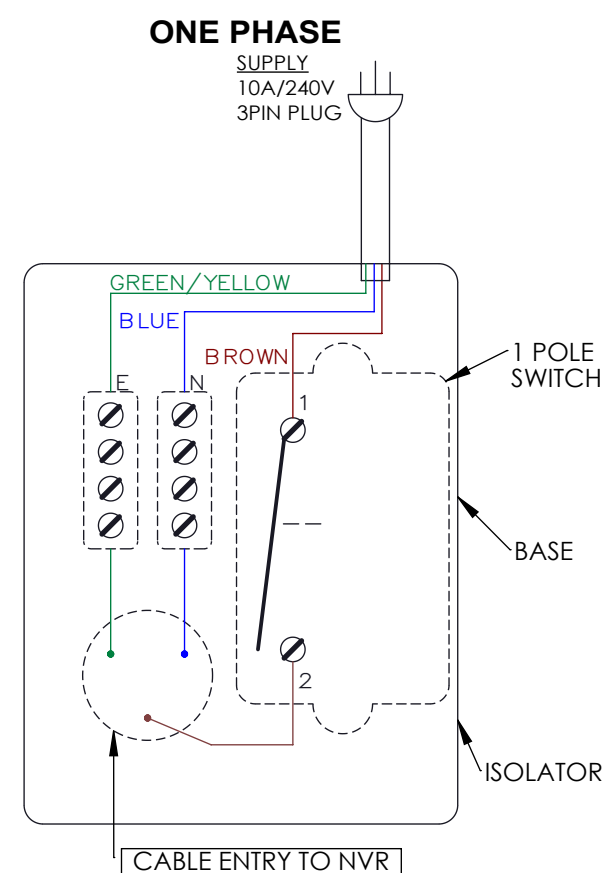 ONE PHASE
SUPPLY
10A/240V
3PIN PLUG
GREEN/YELLOW
BLUE
BROWN
1 POLE
SWITCH
E
N
1
BASE
2
ISOLATOR
CABLE ENTRY TO NVR